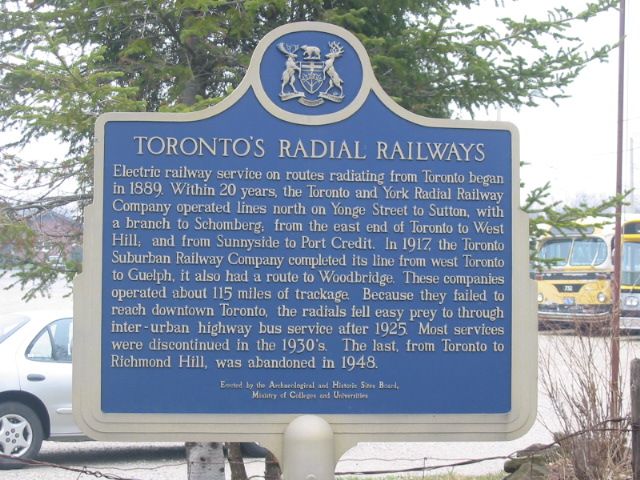 TORONTO'S RADIAL RAILWAYS
Electric railway service on routes radiating from Toronto began
in 1889. Within 20 years, the Toronto and York Radial Railway
Company operated lines north on Yonge Street to Sutton, with
a branch to Schomberg; from the east end of Toronto to West
Hill; and from Sunnyside to Port Credit. In 1917, the Toronto
Suburban Railway Company completed its line from west Toronto
to Guelph, it also had a route to Woodbridge. These companies
operated about 115 miles of trackage. Because they failed to
reach downtown Toronto, the radials fell easy prey to through
inter-urban highway bus service after 1925. Most services
were discontinued in the 1930's. The last, from Toronto to
Richmond Hill, was abandoned in 1948.
Erected by the Archaeological and Historic Sites Board,
Ministry of Colleges and Universities